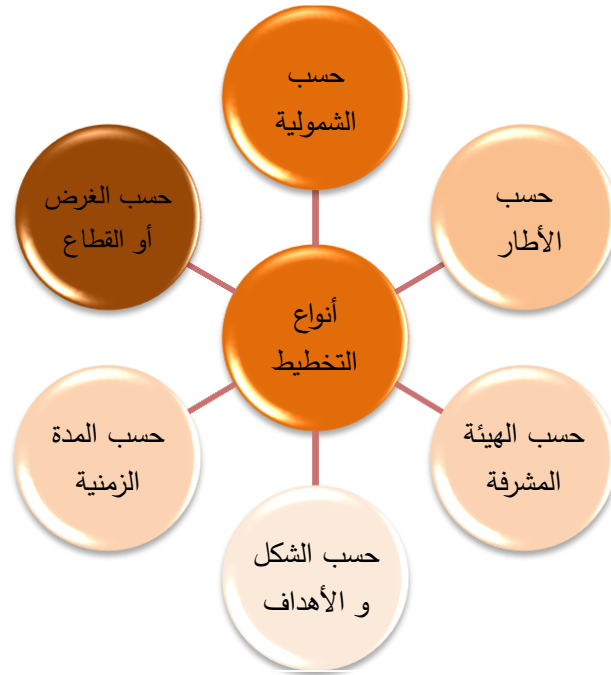 حسب
الشمولية
حسب
الأطار
حسب الغرض
أو القطاع
أنواع
التخطيط
حسب الهيئة
المشرفة
حسب المدة
الزمنية
حسب الشكل
و الأهداف